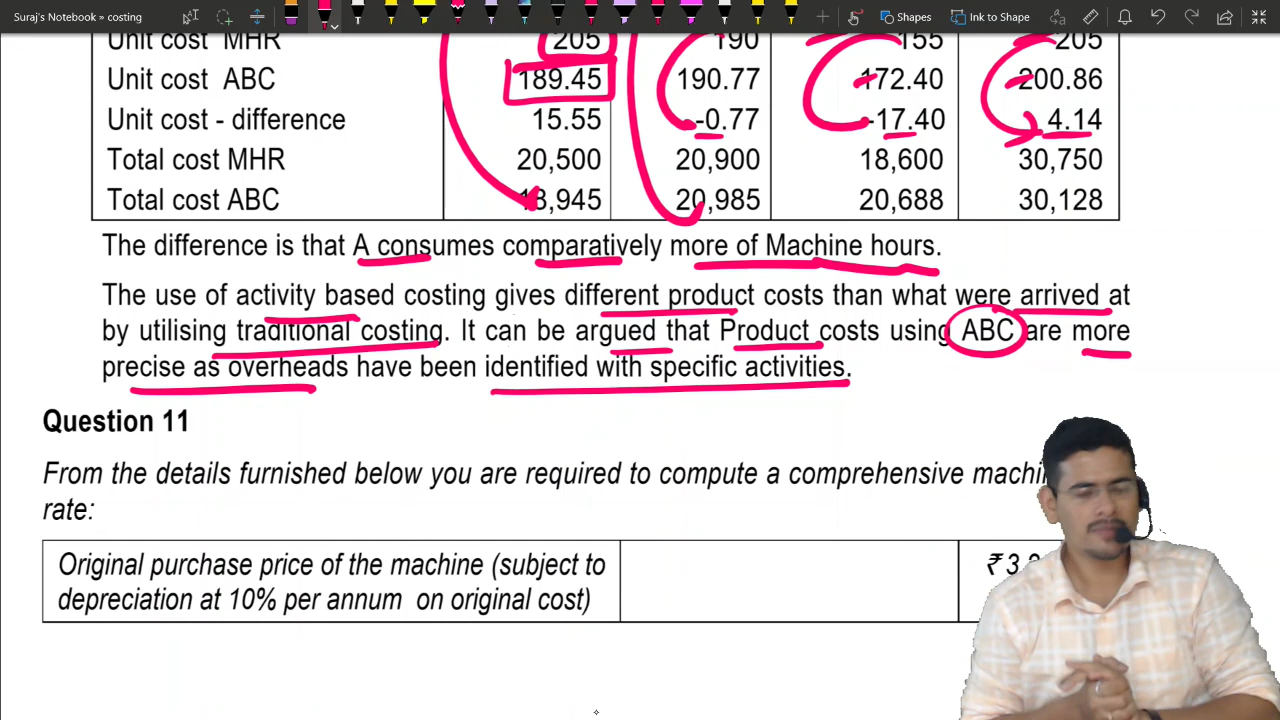 Suraj's Notebook » costing
Shapes
Ink to Shape
Unit cost MHR 205 190 155 205
Unit cost ABC 189.45 190.77 172.40 200.86
Unit cost - difference 15.55 -0.77 -17.40 4.14
Total cost MHR 20,500 20,900 18,600 30,750
Total cost ABC ,945 20,985 20,688 30,128
The difference is that A consumes comparatively more of Machine hours.
The use of activity based costing gives different product costs than what were arrived at
by utilising traditional costing. It can be argued that Product costs using ABC are more
precise as overheads have been identified with specific activities.
Question 11
From the details furnished below you are required to compute a comprehensive machi
rate:
Original purchase price of the machine (subject to ₹ 3,
depreciation at 10% per annum on original cost)